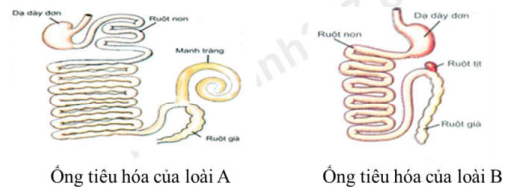 Dạ dày đơn
Ruột non
Manh tràng
Ruột già
Ống tiêu hóa của loài A
Dạ dày đơn
Ruột non
Ruột tịt
Ruột già
Ống tiêu hóa của loài B